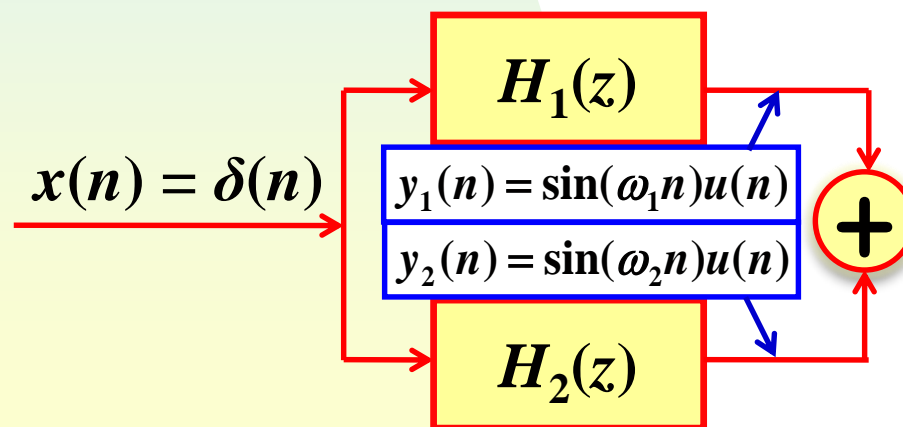 H₁(z)
x(n) = δ(n)
y₁(n) = sin(ω₁n)u(n)
+
y₂(n) = sin(ω₂n)u(n)
H₂(z)